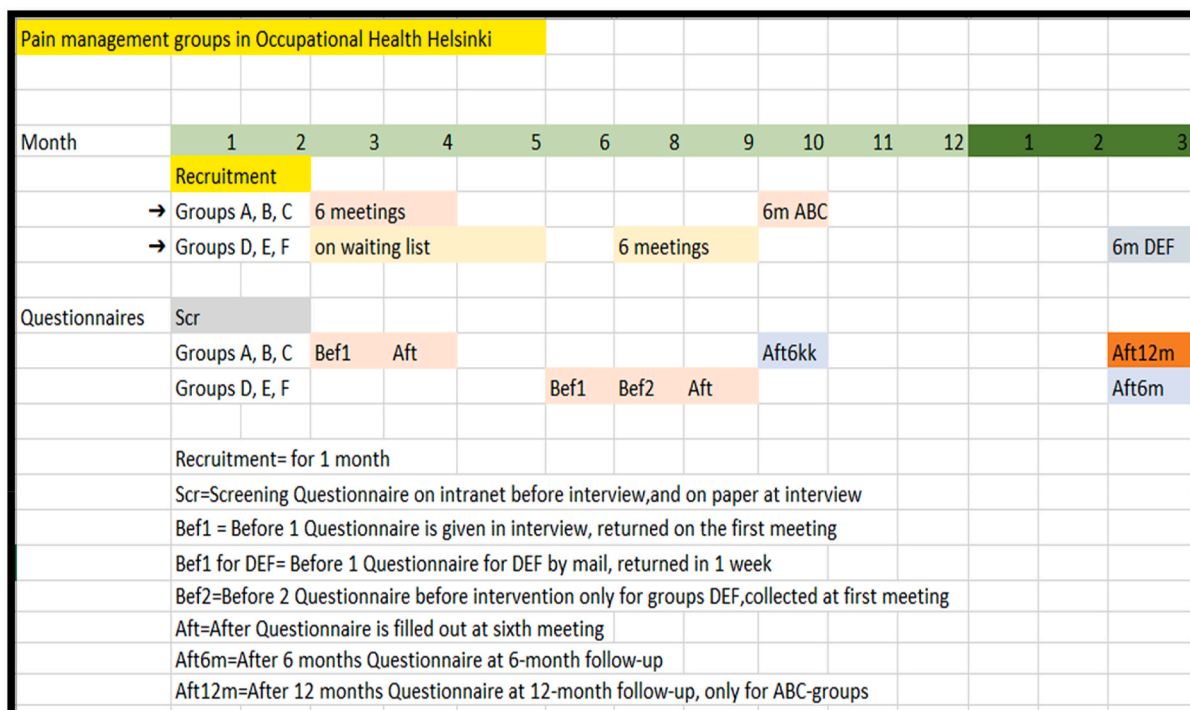 Pain management groups in Occupational Health Helsinki
Month 1 2 3 4 5 6 8 9 10 11 12 1 2 3
Recruitment
➔ Groups A, B, C 6 meetings 6m ABC
➔ Groups D, E, F on waiting list 6 meetings 6m DEF
Questionnaires Scr
Groups A, B, C Bef1 Aft Aft6kk Aft12m
Groups D, E, F Bef1 Bef2 Aft Aft6m
Recruitment= for 1 month
Scr=Screening Questionnaire on intranet before interview,and on paper at interview
Bef1 = Before 1 Questionnaire is given in interview, returned on the first meeting
Bef1 for DEF= Before 1 Questionnaire for DEF by mail, returned in 1 week
Bef2=Before 2 Questionnaire before intervention only for groups DEF,collected at first meeting
Aft=After Questionnaire is filled out at sixth meeting
Aft6m=After 6 months Questionnaire at 6-month follow-up
Aft12m=After 12 months Questionnaire at 12-month follow-up, only for ABC-groups